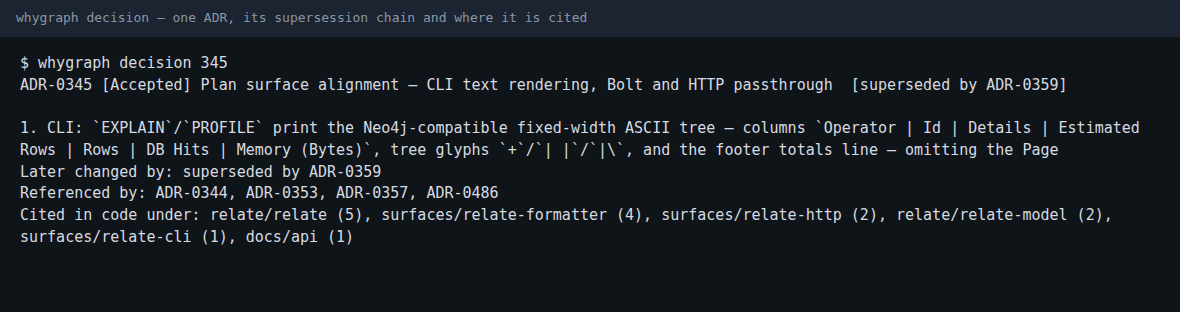 whygraph decision — one ADR, its supersession chain and where it is cited
$ whygraph decision 345
ADR-0345 [Accepted] Plan surface alignment — CLI text rendering, Bolt and HTTP passthrough  [superseded by ADR-0359]
1. CLI: `EXPLAIN`/`PROFILE` print the Neo4j-compatible fixed-width ASCII tree — columns `Operator | Id | Details | Estimated
Rows | Rows | DB Hits | Memory (Bytes)`, tree glyphs `+`/`| |`/`|\`, and the footer totals line — omitting the Page
Later changed by: superseded by ADR-0359
Referenced by: ADR-0344, ADR-0353, ADR-0357, ADR-0486
Cited in code under: relate/relate (5), surfaces/relate-formatter (4), surfaces/relate-http (2), relate/relate-model (2),
surfaces/relate-cli (1), docs/api (1)